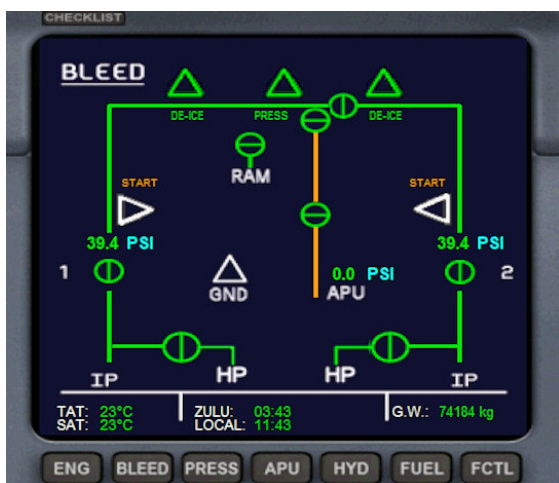 CHECKLIST
BLEED
DE-ICE PRESS DE-ICE
RAM
START START
39.4 PSI 39.4 PSI
1 GND 0.0 PSI 2
APU
IP HP HP IP
TAT: 23°C ZULU: 03:43 G.W.: 74184 kg
SAT: 23°C LOCAL: 11:43
ENG BLEED PRESS APU HYD FUEL FCTL